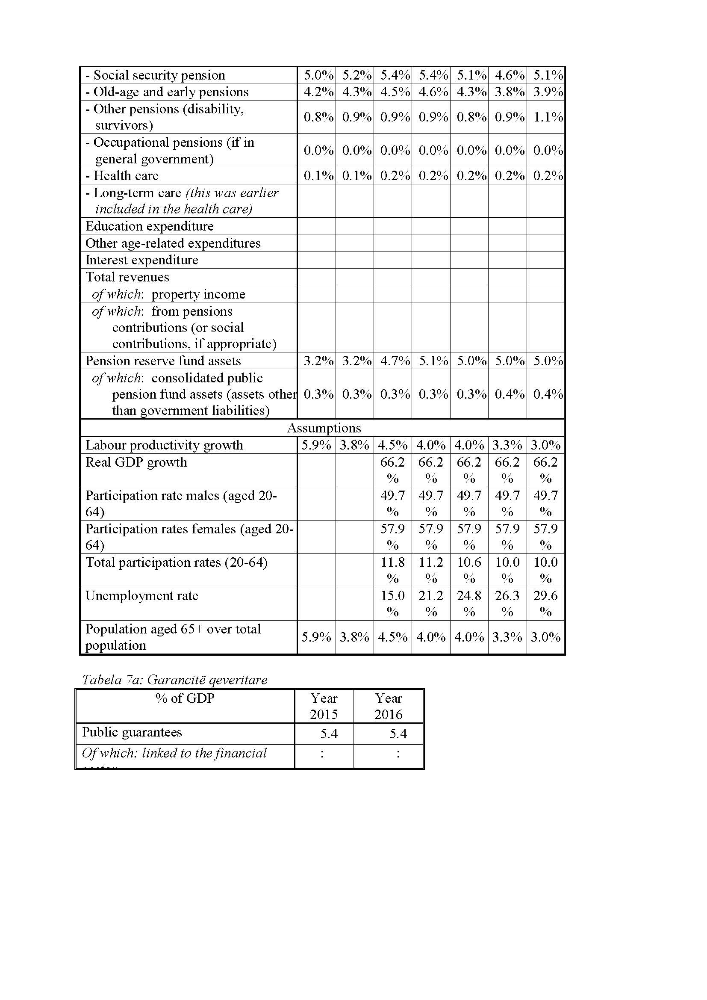 - Social security pension 5.0% 5.2% 5.4% 5.4% 5.1% 4.6% 5.1%
- Old-age and early pensions 4.2% 4.3% 4.5% 4.6% 4.3% 3.8% 3.9%
- Other pensions (disability,
survivors) 0.8% 0.9% 0.9% 0.9% 0.8% 0.9% 1.1%
- Occupational pensions (if in
general government) 0.0% 0.0% 0.0% 0.0% 0.0% 0.0% 0.0%
- Health care 0.1% 0.1% 0.2% 0.2% 0.2% 0.2% 0.2%
- Long-term care (this was earlier
included in the health care)
Education expenditure
Other age-related expenditures
Interest expenditure
Total revenues
of which: property income
of which: from pensions
contributions (or social
contributions, if appropriate)
Pension reserve fund assets 3.2% 3.2% 4.7% 5.1% 5.0% 5.0% 5.0%
of which: consolidated public
pension fund assets (assets other 0.3% 0.3% 0.3% 0.3% 0.3% 0.4% 0.4%
than government liabilities)
Assumptions
Labour productivity growth 5.9% 3.8% 4.5% 4.0% 4.0% 3.3% 3.0%
Real GDP growth 66.2 66.2 66.2 66.2 66.2
% % % % %
Participation rate males (aged 20- 49.7 49.7 49.7 49.7 49.7
64) % % % % %
Participation rates females (aged 20- 57.9 57.9 57.9 57.9 57.9
64) % % % % %
Total participation rates (20-64) 11.8 11.2 10.6 10.0 10.0
% % % % %
Unemployment rate 15.0 21.2 24.8 26.3 29.6
% % % % %
Population aged 65+ over total
population 5.9% 3.8% 4.5% 4.0% 4.0% 3.3% 3.0%
Tabela 7a: Garancitë qeveritare
% of GDP Year Year
2015 2016
Public guarantees 5.4 5.4
Of which: linked to the financial : :